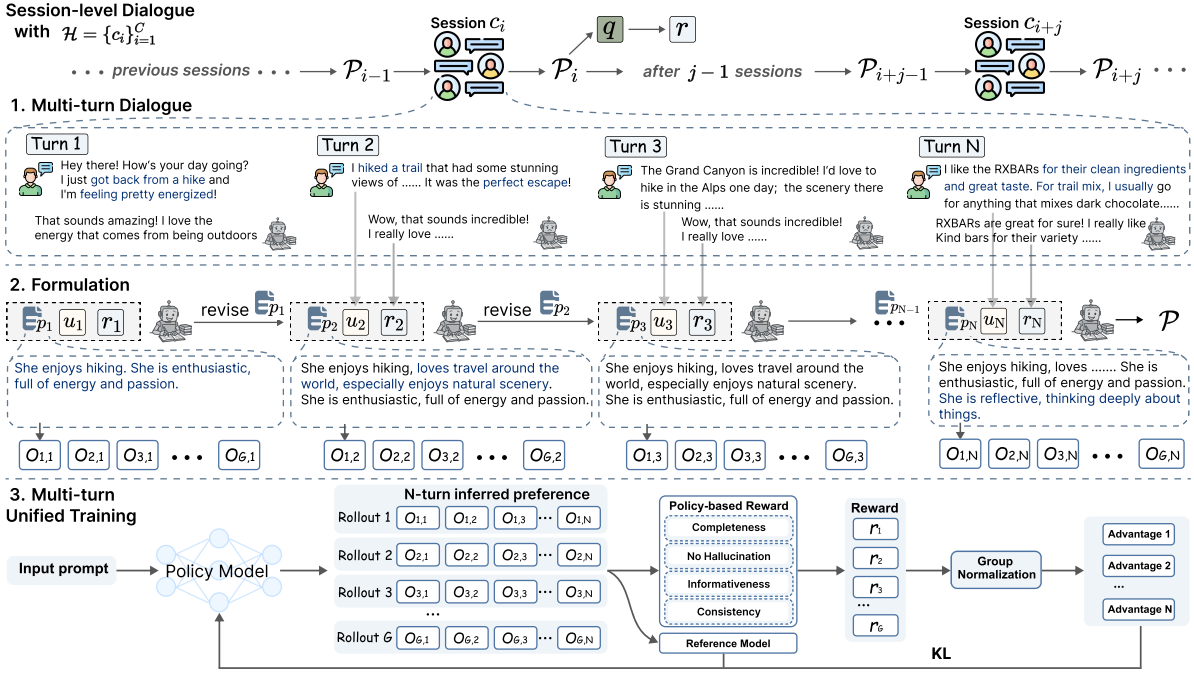 Session-level Dialogue
with H = {c_i}_{i=1}^C
Session c_i
q
r
Session c_{i+j}
• • • previous sessions • • •
P_{i-1}
P_i
after j − 1 sessions
P_{i+j-1}
P_{i+j} • • •
1. Multi-turn Dialogue
Turn 1
Hey there! How's your day going?
I just got back from a hike and
I'm feeling pretty energized!
That sounds amazing! I love the
energy that comes from being outdoors
Turn 2
I hiked a trail that had some stunning
views of ...... It was the perfect escape!
Wow, that sounds incredible!
I really love ......
Turn 3
The Grand Canyon is incredible! I'd love to
hike in the Alps one day; the scenery there
is stunning ......
Wow, that sounds incredible!
I really love ......
Turn N
I like the RXBARs for their clean ingredients
and great taste. For trail mix, I usually go
for anything that mixes dark chocolate......
RXBARs are great for sure! I really like
Kind bars for their variety ......
2. Formulation
p_1 u_1 r_1
revise p_1
p_2 u_2 r_2
revise p_2
p_3 u_3 r_3
• • •
p_{N-1}
p_N u_N r_N
P
She enjoys hiking. She is enthusiastic,
full of energy and passion.
She enjoys hiking, loves travel around the
world, especially enjoys natural scenery.
She is enthusiastic, full of energy and passion.
She enjoys hiking, loves travel around the
world, especially enjoys natural scenery.
She is enthusiastic, full of energy and passion.
She enjoys hiking, loves ....... She is
enthusiastic, full of energy and passion.
She is reflective, thinking deeply about
things.
O_{1,1} O_{2,1} O_{3,1} • • • O_{G,1}
O_{1,2} O_{2,2} O_{3,2} • • • O_{G,2}
O_{1,3} O_{2,3} O_{3,3} • • • O_{G,3}
O_{1,N} O_{2,N} O_{3,N} • • • O_{G,N}
3. Multi-turn
Unified Training
Input prompt
Policy Model
N-turn inferred preference
Rollout 1 O_{1,1} O_{1,2} O_{1,3} ··· O_{1,N}
Rollout 2 O_{2,1} O_{2,2} O_{2,3} ··· O_{2,N}
Rollout 3 O_{3,1} O_{3,2} O_{3,3} ··· O_{3,N}
...
Rollout G O_{G,1} O_{G,2} O_{G,3} ··· O_{G,N}
Policy-based Reward
Completeness
No Hallucination
Informativeness
Consistency
Reference Model
Reward
r_1
r_2
r_3
...
r_G
Group
Normalization
Advantage 1
Advantage 2
...
Advantage N
KL